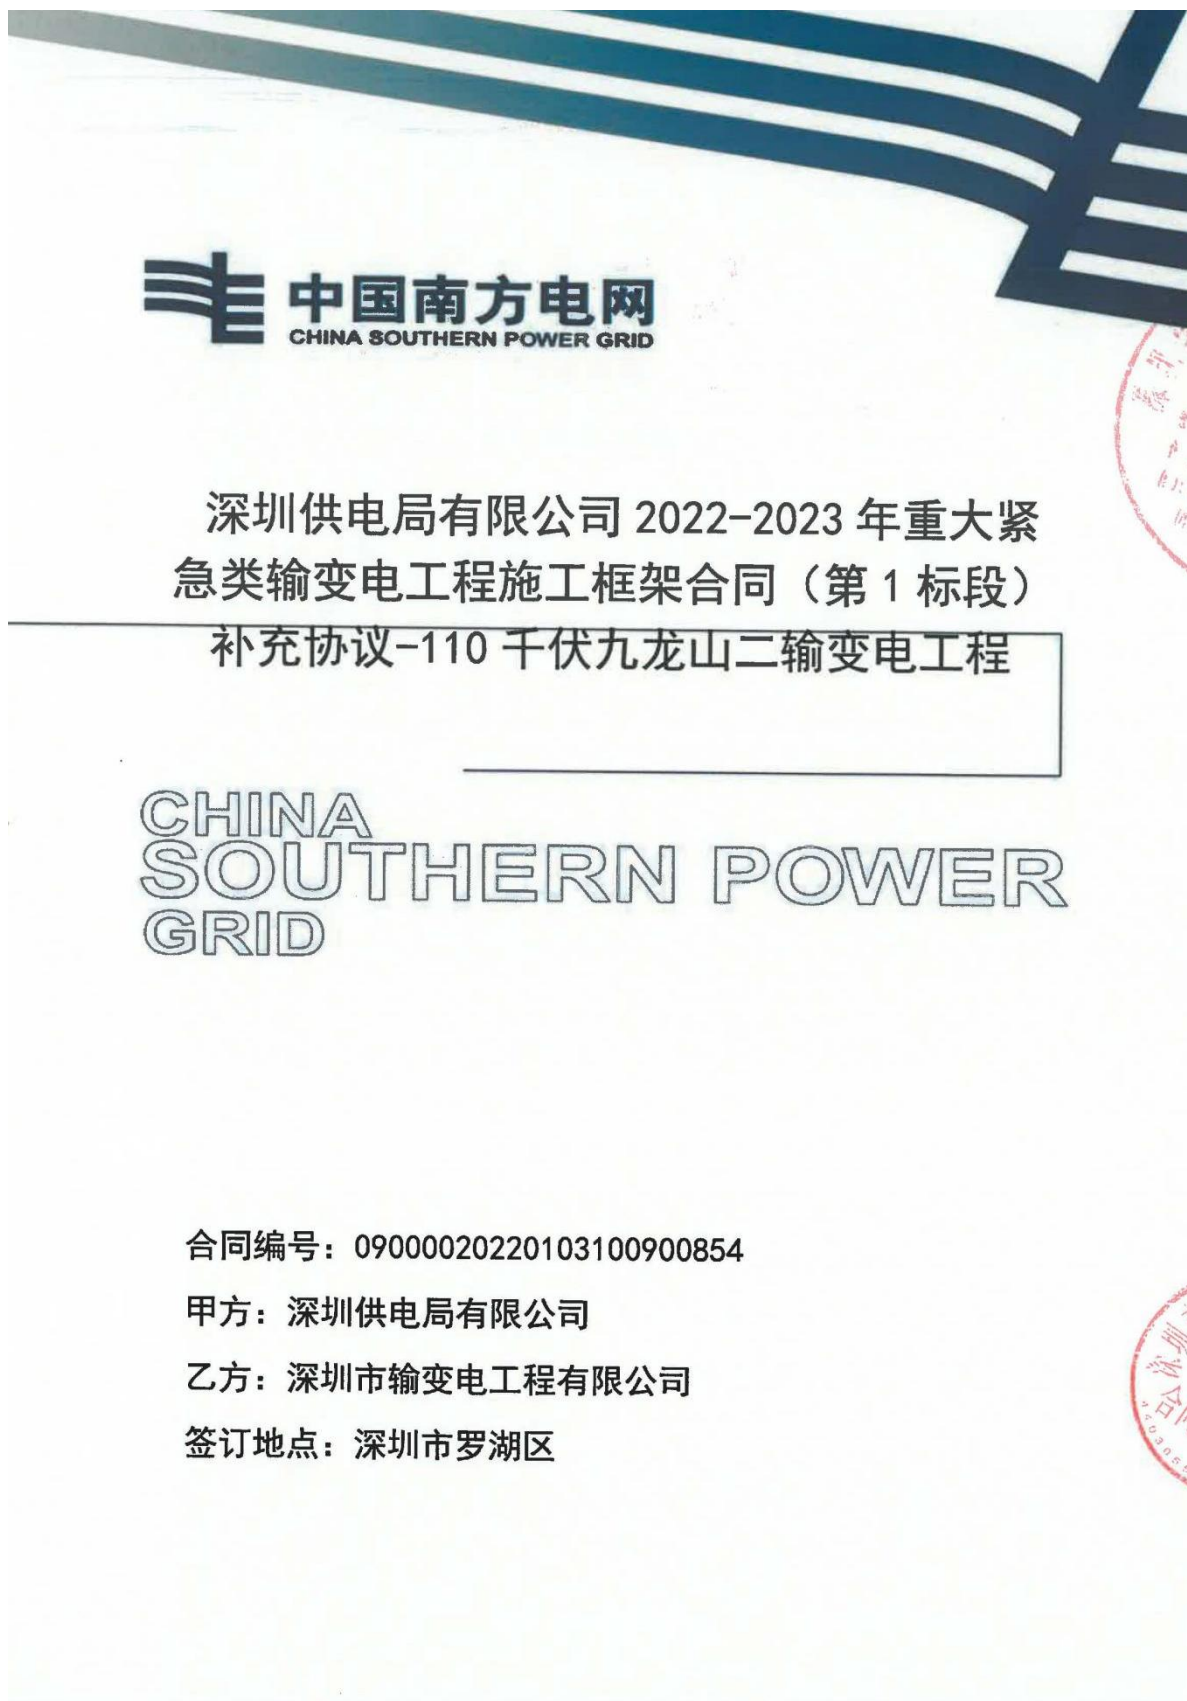 中国南方电网
CHINA SOUTHERN POWER GRID
深圳供电局有限公司 2022-2023 年重大紧
急类输变电工程施工框架合同（第 1 标段）
补充协议-110 千伏九龙山二输变电工程
CHINA
SOUTHERN POWER
GRID
合同编号：0900002022010310090O854
甲方：深圳供电局有限公司
乙方：深圳市输变电工程有限公司
签订地点：深圳市罗湖区